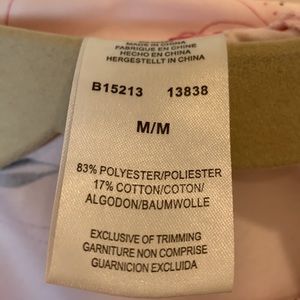 MADE IN CHINA
FABRIQUE EN CHINE
HECHO EN CHINA
HERGESTELLT IN CHINA
B15213 13838
M/M
83% POLYESTER/POLIESTER
17% COTTON/COTON/
ALGODON/BAUMWOLLE
EXCLUSIVE OF TRIMMING
GARNITURE NON COMPRISE
GUARNICION EXCLUIDA